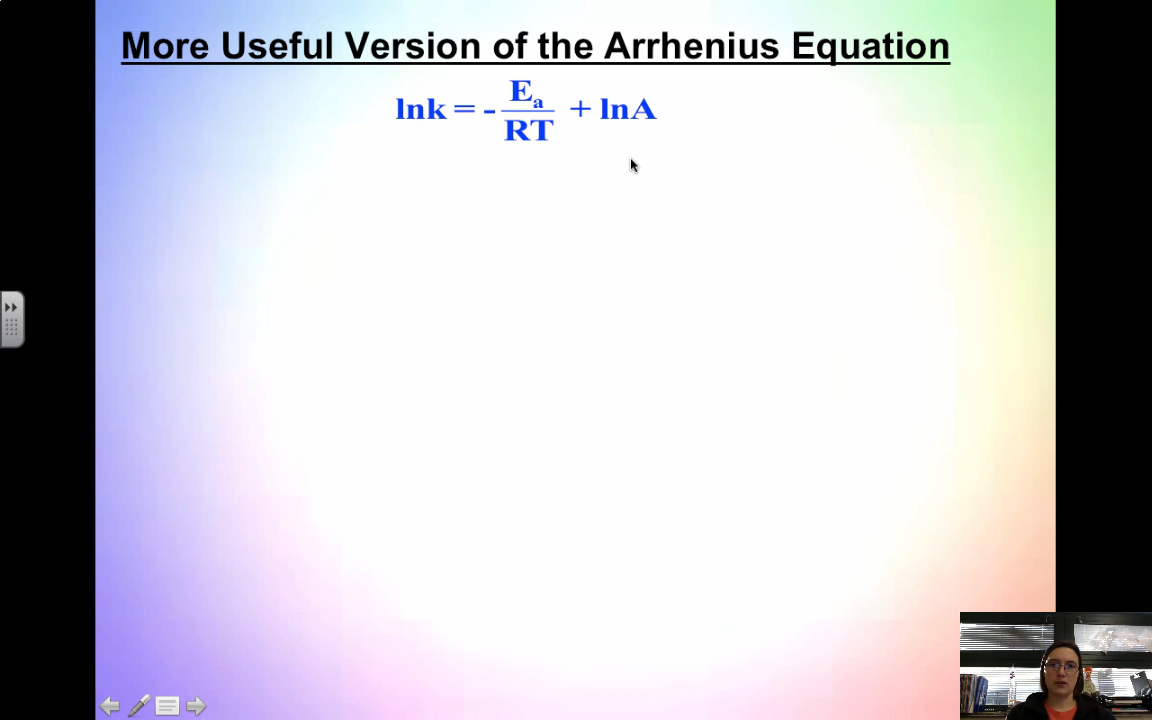 More Useful Version of the Arrhenius Equation
lnk = - Ea/RT + lnA